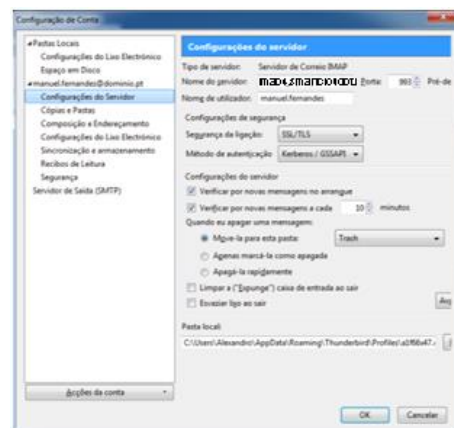 Configuração de Conta
Pastas Locais
Configurações do Lixo Electrónico
Espaço em Disco
manuel.fernandes@dominio.pt
Configurações do Servidor
Cópias e Pastas
Composição e Endereçamento
Configurações do Lixo Electrónico
Sincronização e armazenamento
Recibos de Leitura
Segurança
Servidor de Saída (SMTP)
Acções da conta
Configurações do servidor
Tipo de servidor: Servidor de Correio IMAP
Nome do servidor: Porta: 993 Pré-de
Nome de utilizador: manuel.fernandes
Configurações de segurança
Segurança da ligação: SSL/TLS
Método de autenticação Kerberos / GSSAPI
Configurações do servidor
Verificar por novas mensagens no arranque
Verificar por novas mensagens a cada 10 minutos
Quando eu apagar uma mensagem:
Move-la para esta pasta: Trash
Apenas marcá-la como apagada
Apagá-la rapidamente
Limpar a ("Expunge") caixa de entrada ao sair
Esvaziar lixo ao sair
Pasta local:
C:\Users\Alexandro\AppData\Roaming\Thunderbird\Profiles\
OK Cancelar